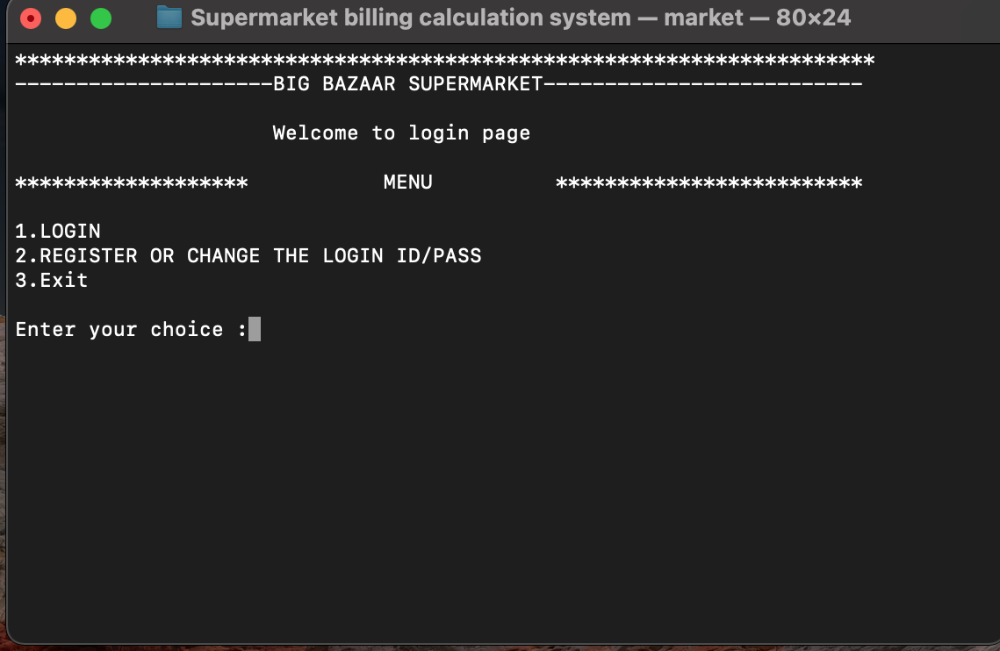 Supermarket billing calculation system — market — 80×24
**********************************************************************
---------------------BIG BAZAAR SUPERMARKET--------------------------
Welcome to login page
******************* MENU *************************
1.LOGIN
2.REGISTER OR CHANGE THE LOGIN ID/PASS
3.Exit
Enter your choice :